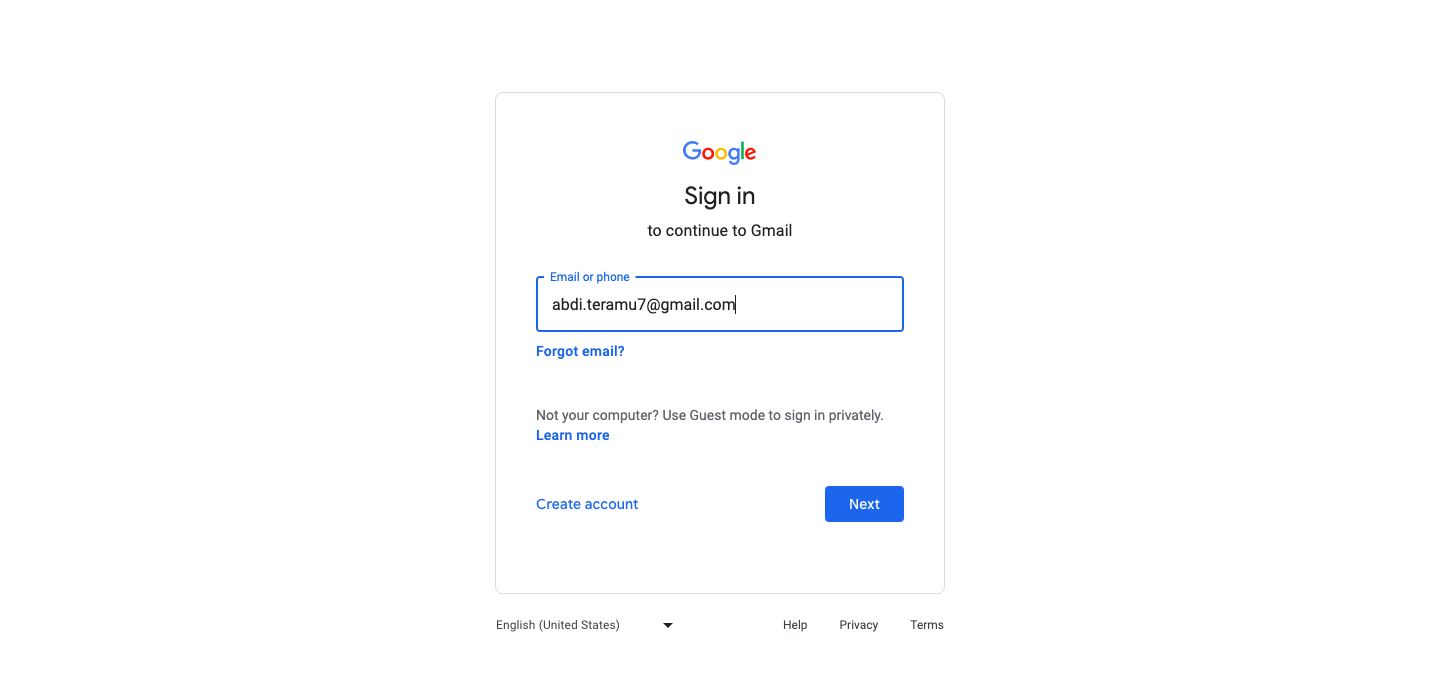 Google
Sign in
to continue to Gmail
Email or phone
abdi.teramu7@gmail.com
Forgot email?
Not your computer? Use Guest mode to sign in privately.
Learn more
Create account
Next
English (United States)
Help
Privacy
Terms